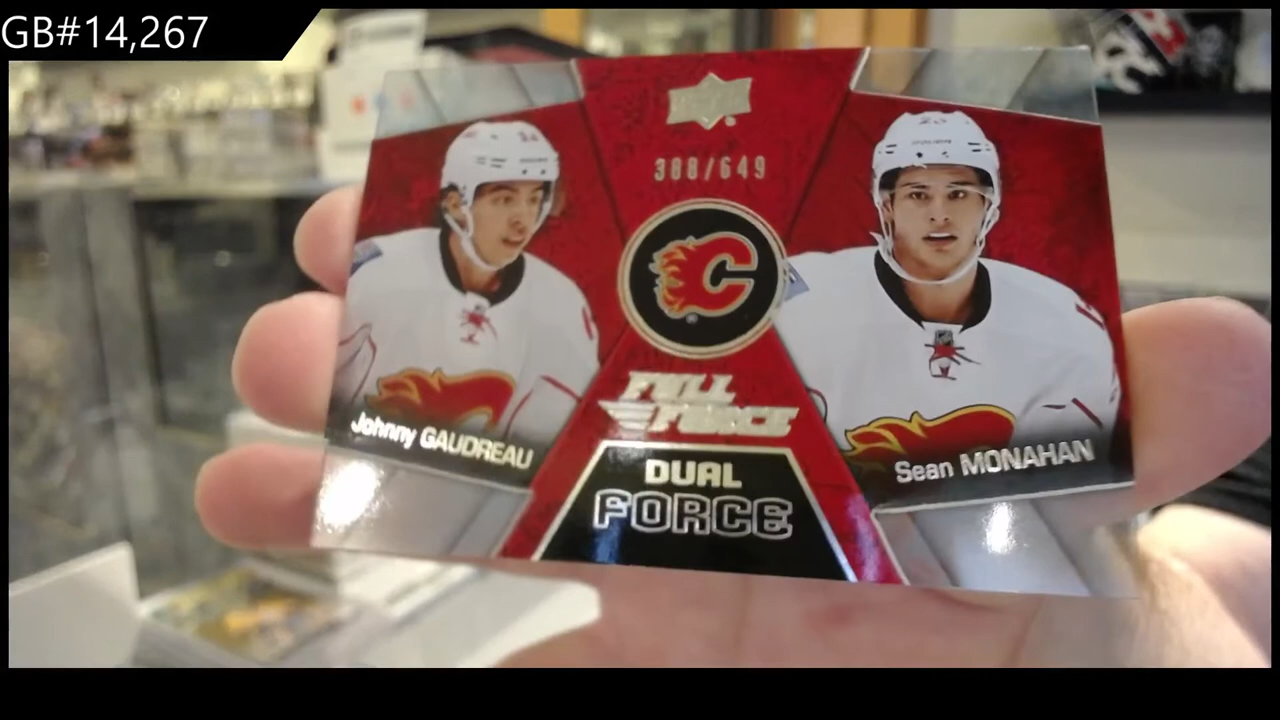 GB#14,267
388/649
FULL
FORCE
Johnny GAUDREAU
Sean MONAHAN
DUAL
FORCE